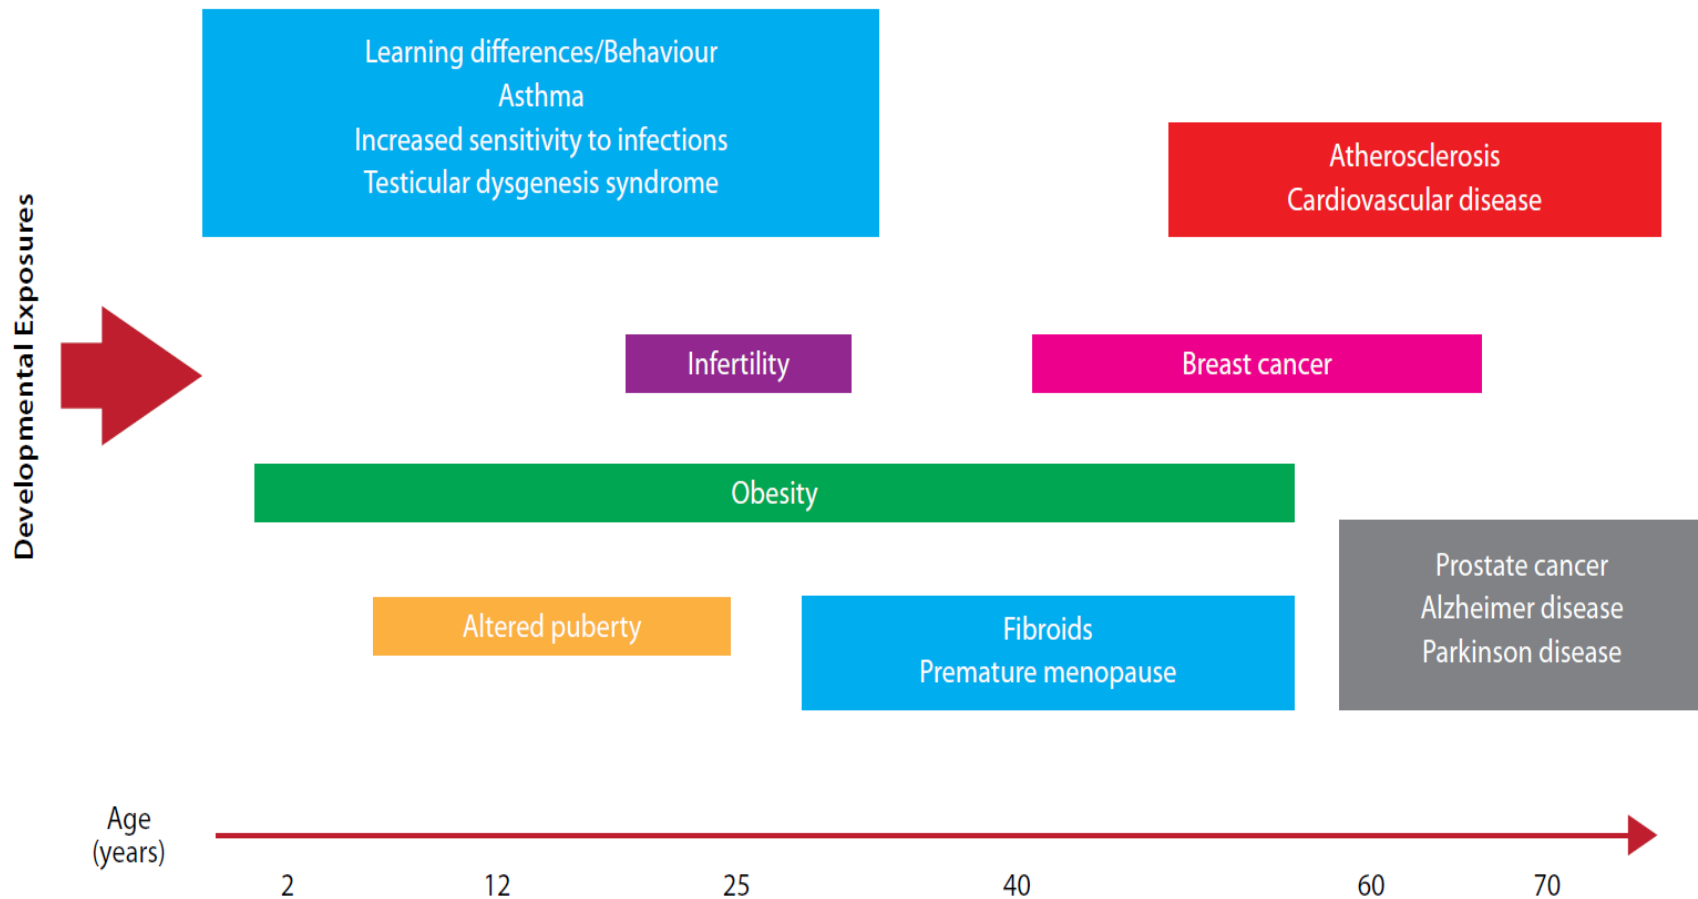 Developmental Exposures
Learning differences/Behaviour
Asthma
Increased sensitivity to infections
Testicular dysgenesis syndrome
Atherosclerosis
Cardiovascular disease
Infertility
Breast cancer
Obesity
Altered puberty
Fibroids
Premature menopause
Prostate cancer
Alzheimer disease
Parkinson disease
Age
(years)
2 12 25 40 60 70